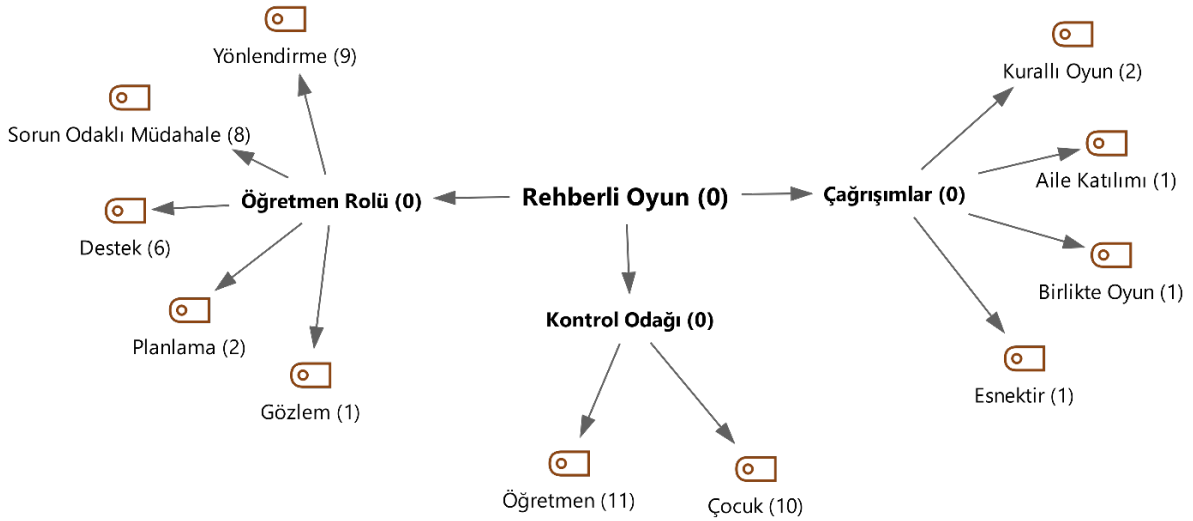 Yönlendirme (9)
Kurallı Oyun (2)
Sorun Odaklı Müdahale (8)
Aile Katılımı (1)
Öğretmen Rolü (0)
Rehberli Oyun (0)
Çağrışımlar (0)
Destek (6)
Birlikte Oyun (1)
Planlama (2)
Kontrol Odağı (0)
Esnektir (1)
Gözlem (1)
Öğretmen (11)
Çocuk (10)